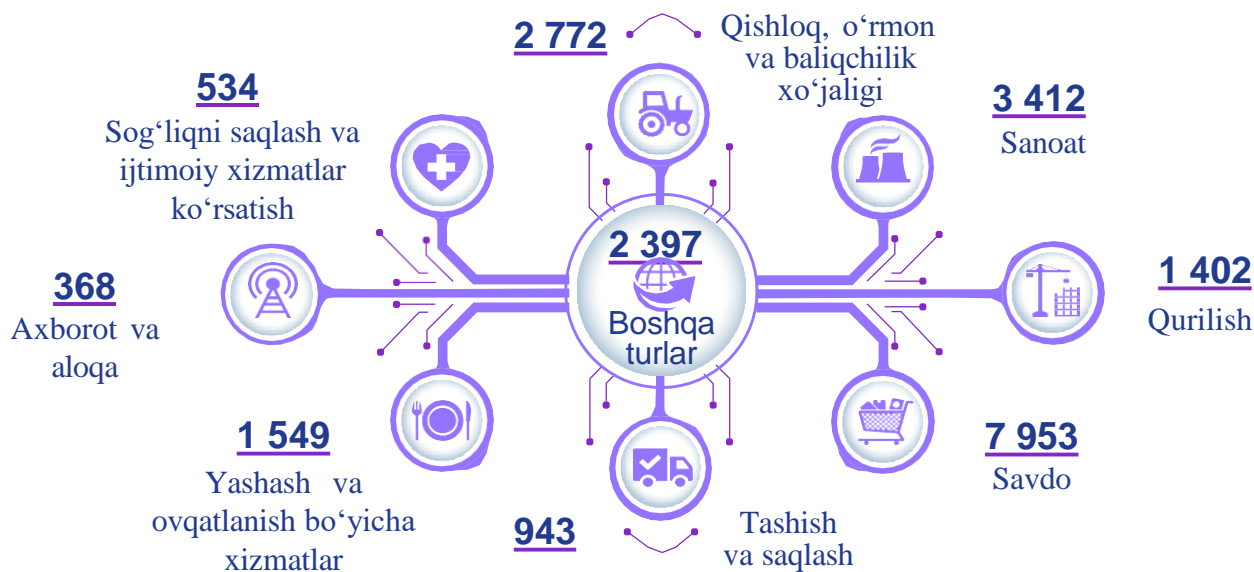 2 772
Qishloq, o‘rmon
va baliqchilik
xo‘jaligi
534
Sog‘liqni saqlash va
ijtimoiy xizmatlar
ko‘rsatish
3 412
Sanoat
2 397
Boshqa
turlar
368
Axborot va
aloqa
1 402
Qurilish
1 549
Yashash va
ovqatlanish bo‘yicha
xizmatlar
7 953
Savdo
943
Tashish
va saqlash